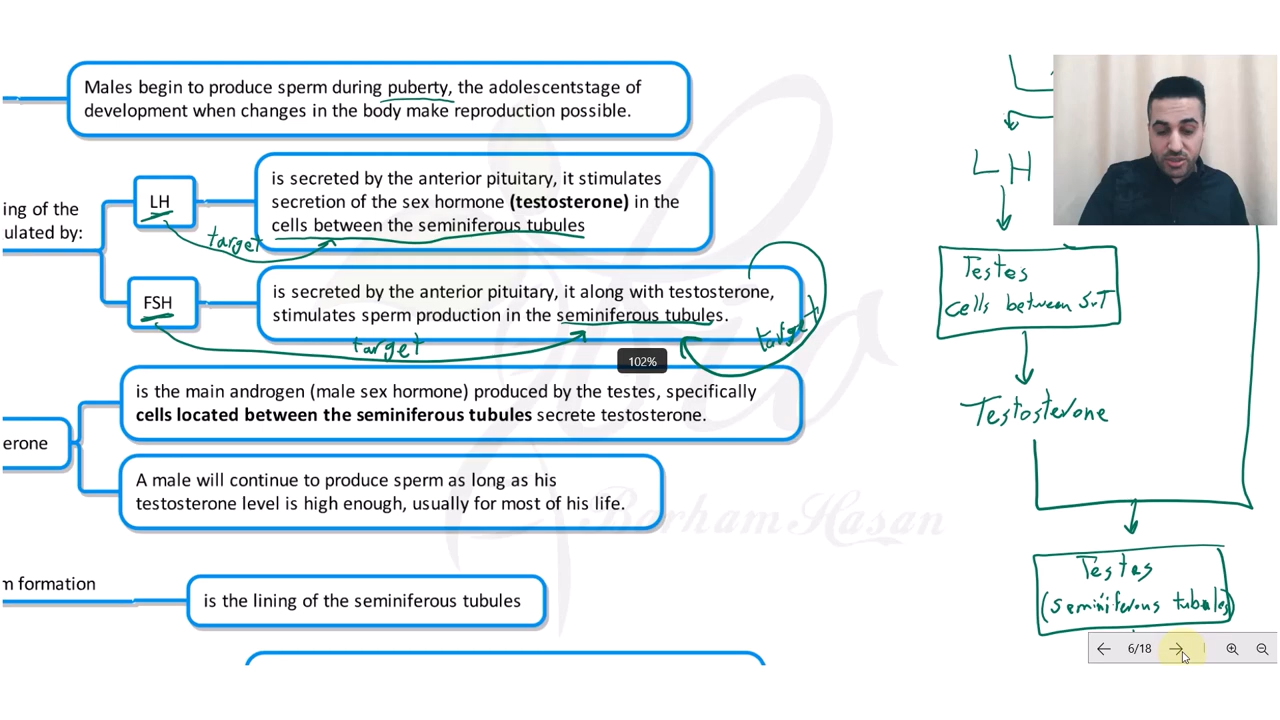 Males begin to produce sperm during puberty, the adolescentstage of
development when changes in the body make reproduction possible.
ing of the
ulated by:
LH
is secreted by the anterior pituitary, it stimulates
secretion of the sex hormone (testosterone) in the
cells between the seminiferous tubules
target
FSH
is secreted by the anterior pituitary, it along with testosterone,
stimulates sperm production in the seminiferous tubules.
target
target
102%
erone
is the main androgen (male sex hormone) produced by the testes, specifically
cells located between the seminiferous tubules secrete testosterone.
A male will continue to produce sperm as long as his
testosterone level is high enough, usually for most of his life.
Borham Hasan
m formation
is the lining of the seminiferous tubules
LH
Testes
cells between S.T
Testosterone
Testes
(seminiferous tubules)
6/18